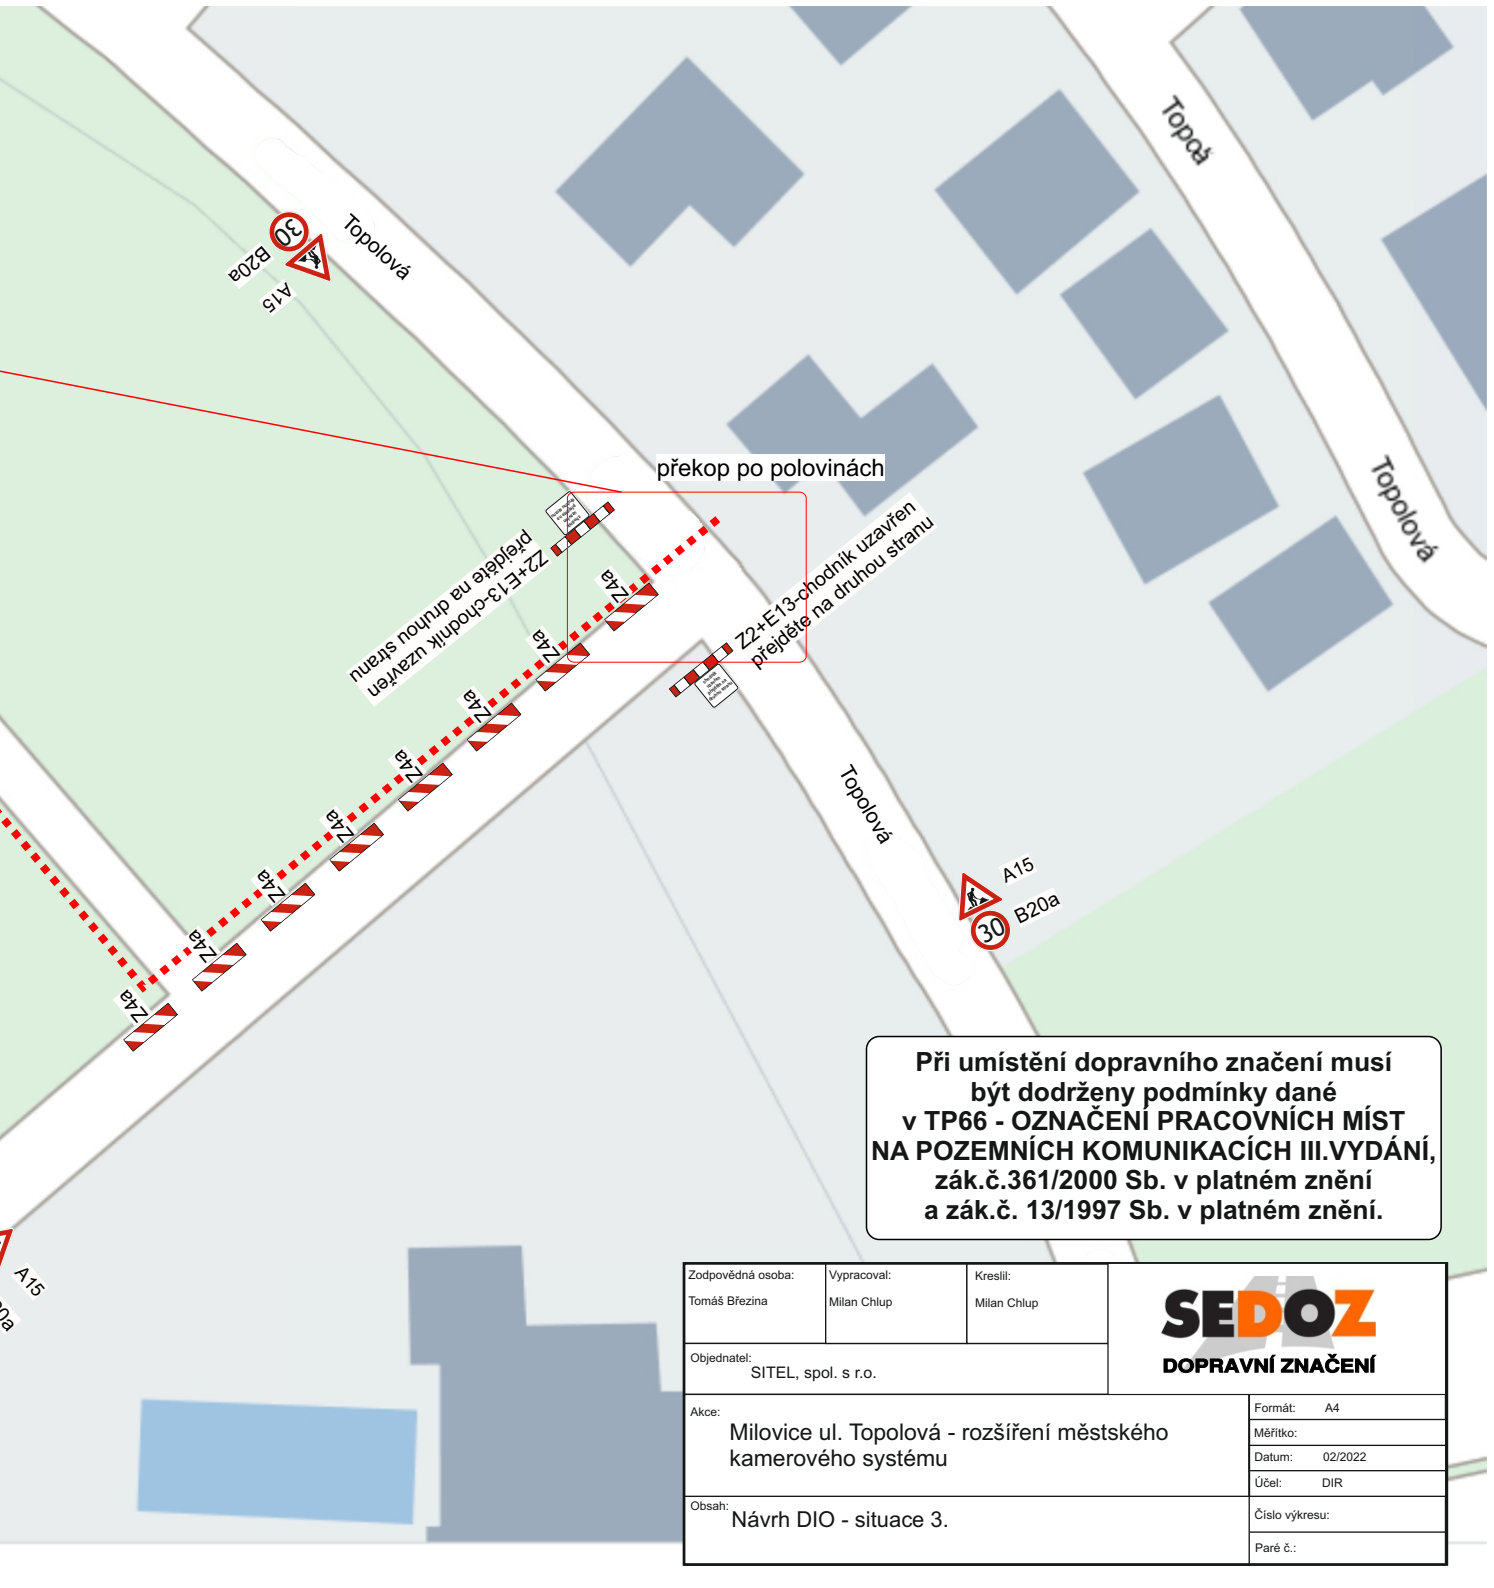 Topolová
Topolová
30
B20a
A15
Topolová
překop po polovinách
Z2+E13-chodník uzavřen
přejděte na druhou stranu
Z2+E13-chodník uzavřen
přejděte na druhou stranu
Z4a
Z4a
Z4a
Z4a
Z4a
Z4a
Z4a
Z4a
Topolová
A15
B20a
30
A15
Při umístění dopravního značení musí
být dodrženy podmínky dané
v TP66 - OZNAČENÍ PRACOVNÍCH MÍST
NA POZEMNÍCH KOMUNIKACÍCH III.VYDÁNÍ,
zák.č.361/2000 Sb. v platném znění
a zák.č. 13/1997 Sb. v platném znění.
Zodpovědná osoba:
Tomáš Březina
Vypracoval:
Milan Chlup
Kreslil:
Milan Chlup
SEDOZ
DOPRAVNÍ ZNAČENÍ
Objednatel:
SITEL, spol. s r.o.
Akce:
Milovice ul. Topolová - rozšíření městského
kamerového systému
Formát: A4
Měřítko:
Datum: 02/2022
Účel: DIR
Obsah:
Návrh DIO - situace 3.
Číslo výkresu:
Paré č.: